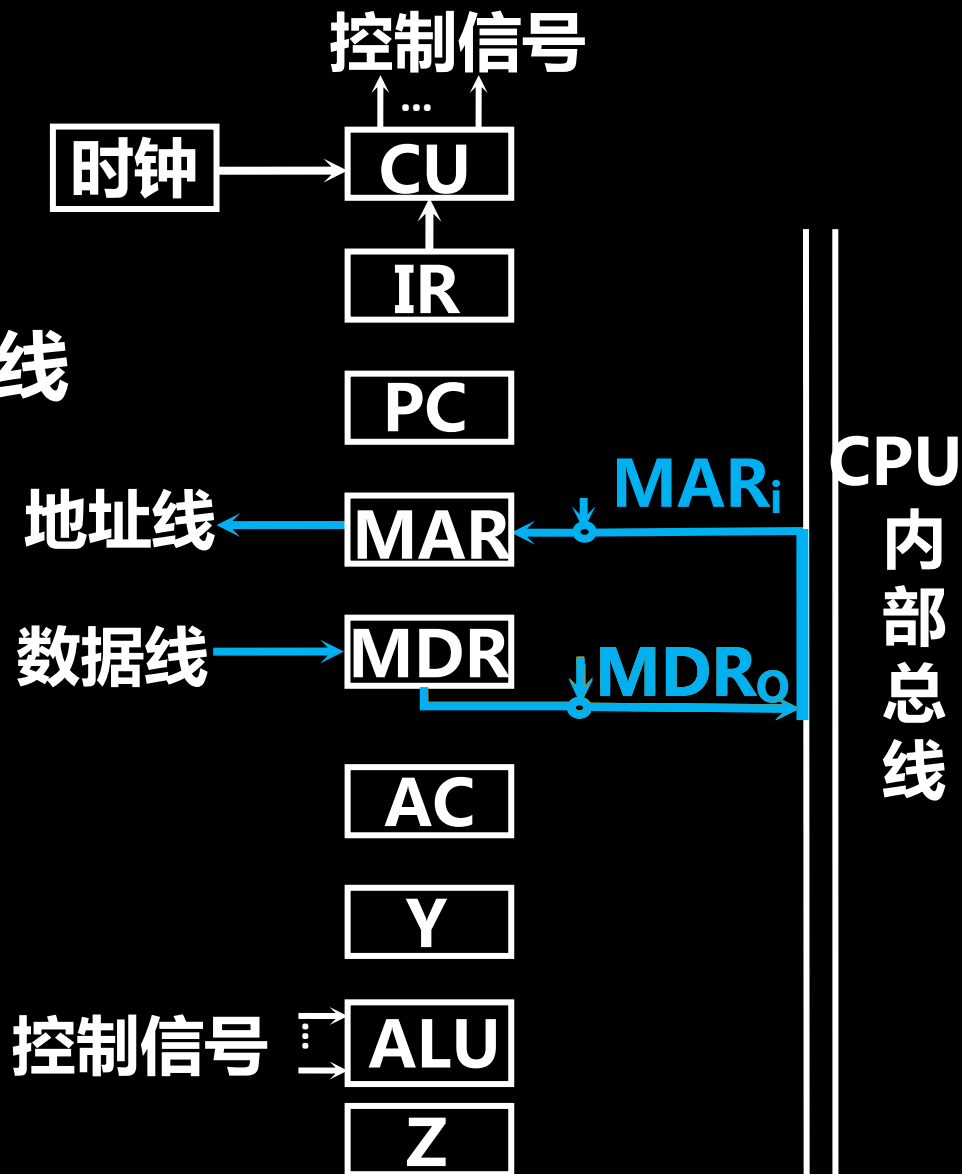 控制信号
...
时钟
CU
IR
线
PC
MARi
CPU
内
部
总
线
地址线
MAR
数据线
MDR
MDRO
AC
Y
控制信号
...
ALU
Z